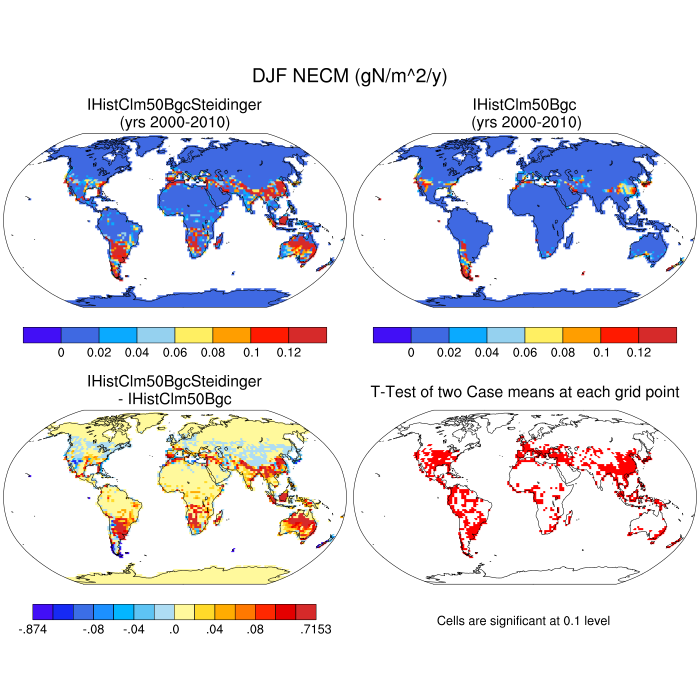 DJF NECM (gN/m^2/y)
IHistClm50BgcSteidinger
(yrs 2000-2010)
IHistClm50Bgc
(yrs 2000-2010)
0 0.02 0.04 0.06 0.08 0.1 0.12
0 0.02 0.04 0.06 0.08 0.1 0.12
IHistClm50BgcSteidinger
- IHistClm50Bgc
T-Test of two Case means at each grid point
-.874 -.08 -.04 .0 .04 .08 .7153
Cells are significant at 0.1 level